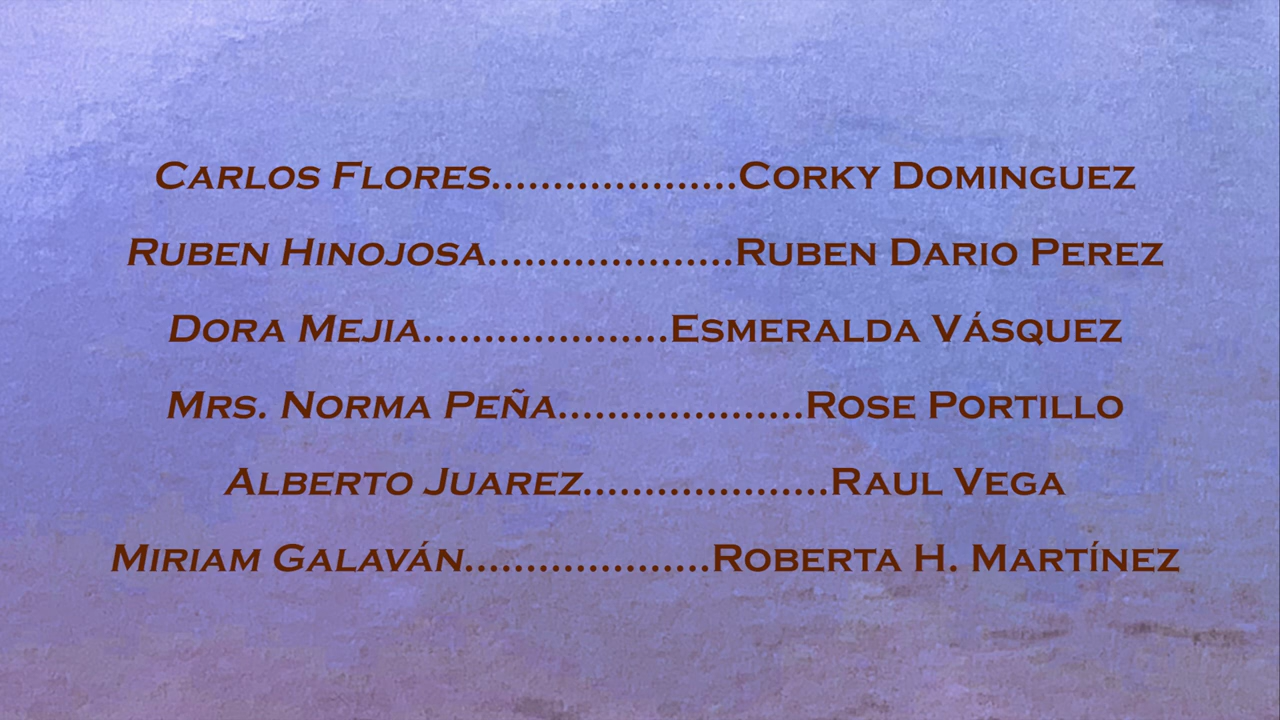 Carlos Flores....................Corky Dominguez
Ruben Hinojosa....................Ruben Dario Perez
Dora Mejia....................Esmeralda Vásquez
Mrs. Norma Peña....................Rose Portillo
Alberto Juarez....................Raul Vega
Miriam Galaván....................Roberta H. Martínez